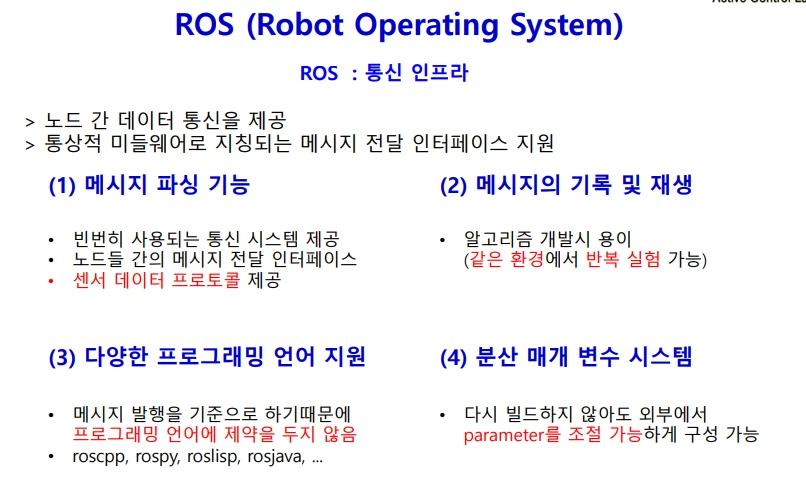 Active Control La
ROS (Robot Operating System)
ROS : 통신 인프라
> 노드 간 데이터 통신을 제공
> 통상적 미들웨어로 지칭되는 메시지 전달 인터페이스 지원
(1) 메시지 파싱 기능
• 빈번히 사용되는 통신 시스템 제공
• 노드들 간의 메시지 전달 인터페이스
• 센서 데이터 프로토콜 제공
(2) 메시지의 기록 및 재생
• 알고리즘 개발시 용이
(같은 환경에서 반복 실험 가능)
(3) 다양한 프로그래밍 언어 지원
• 메시지 발행을 기준으로 하기때문에
프로그래밍 언어에 제약을 두지 않음
• roscpp, rospy, roslisp, rosjava, ...
(4) 분산 매개 변수 시스템
• 다시 빌드하지 않아도 외부에서
parameter를 조절 가능하게 구성 가능